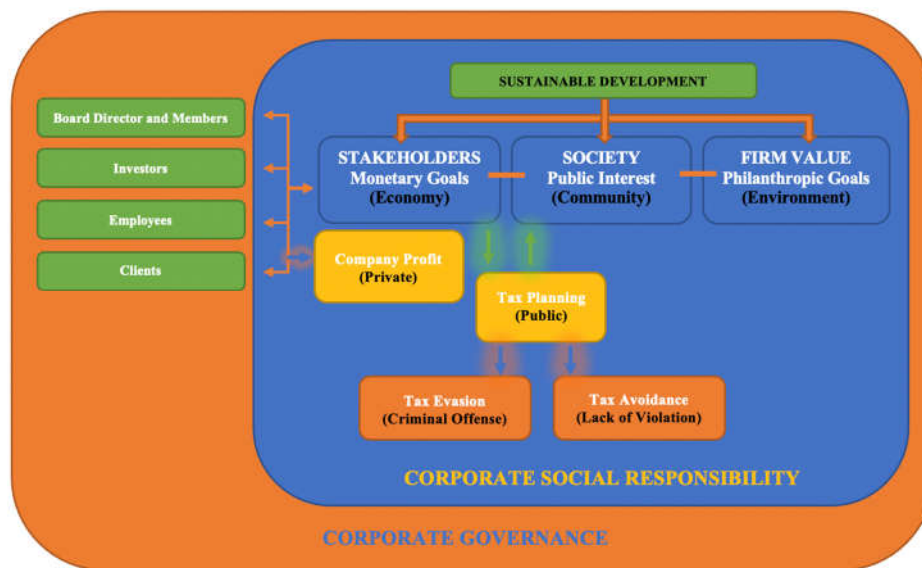 SUSTAINABLE DEVELOPMENT
Board Director and Members
Investors
Employees
Clients
STAKEHOLDERS
Monetary Goals
(Economy)
SOCIETY
Public Interest
(Community)
FIRM VALUE
Philanthropic Goals
(Environment)
Company Profit
(Private)
Tax Planning
(Public)
Tax Evasion
(Criminal Offense)
Tax Avoidance
(Lack of Violation)
CORPORATE SOCIAL RESPONSIBILITY
CORPORATE GOVERNANCE